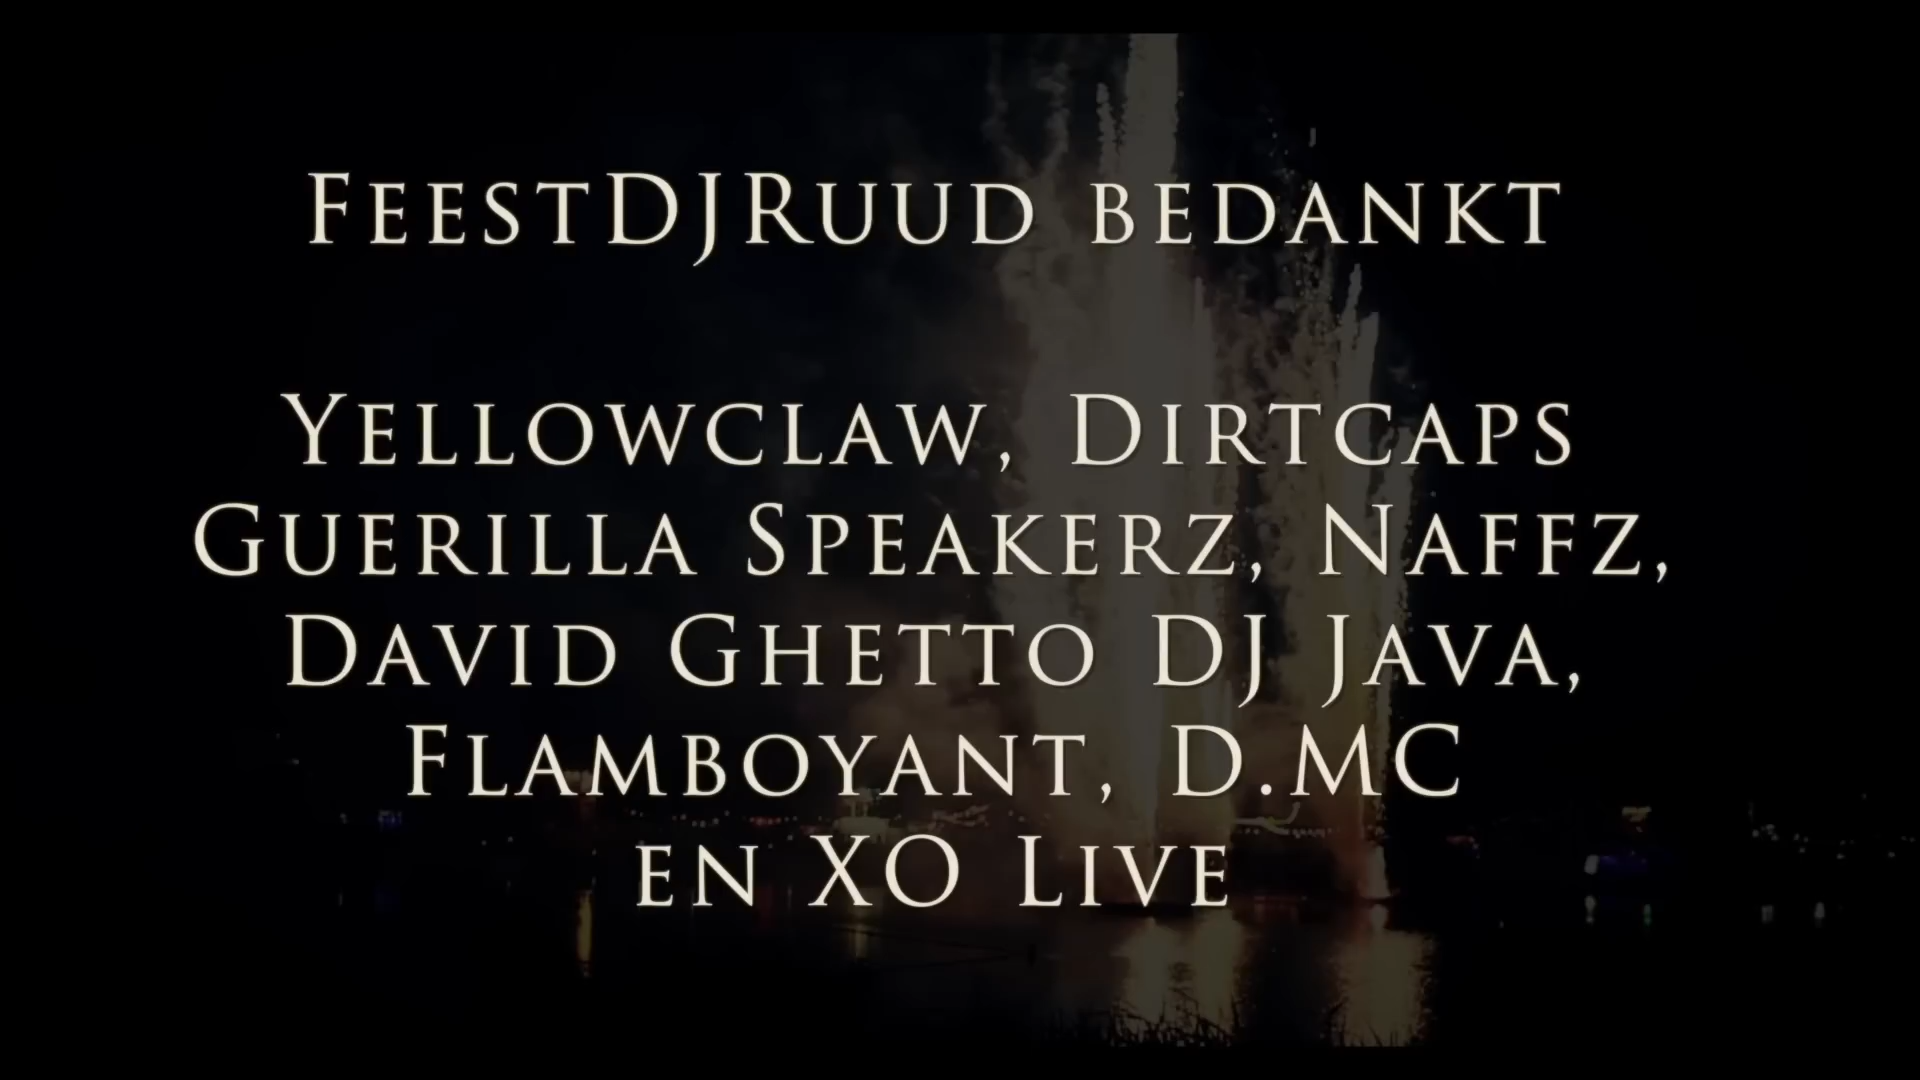 FeestDJRuud bedankt
Yellowclaw, Dirtcaps
Guerilla Speakerz, Naffz,
David Ghetto DJ Java,
Flamboyant, D.MC
en XO Live